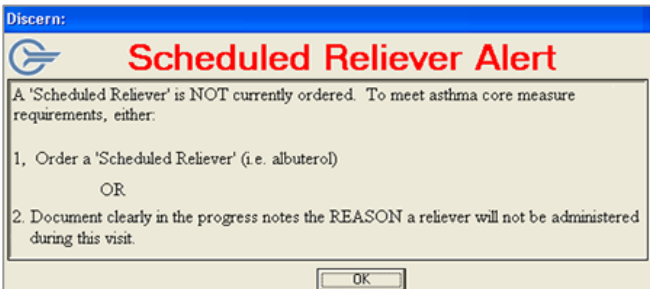 Discern:
Scheduled Reliever Alert
A 'Scheduled Reliever' is NOT currently ordered. To meet asthma core measure
requirements, either:
1, Order a 'Scheduled Reliever' (i.e. albuterol)
OR
2. Document clearly in the progress notes the REASON a reliever will not be administered
during this visit.
OK